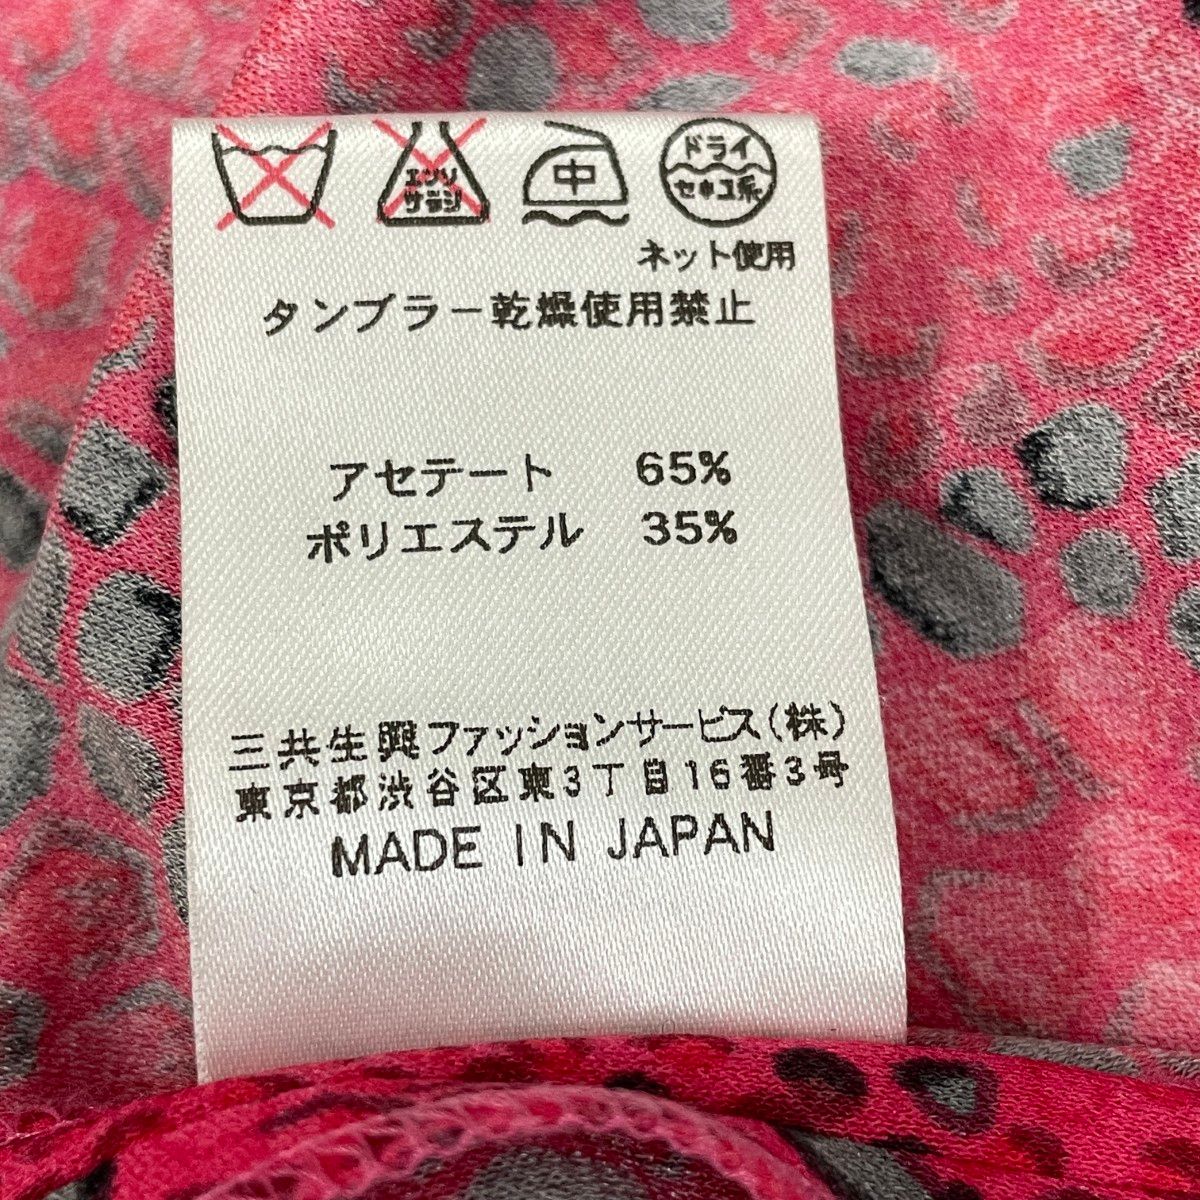 エンソ
サラシ
中
ドライ
セキユ系
ネット使用
タンブラー乾燥使用禁止
アセテート 65%
ポリエステル 35%
三共生興ファッションサービス(株)
東京都渋谷区東3丁目16番3号
MADE IN JAPAN